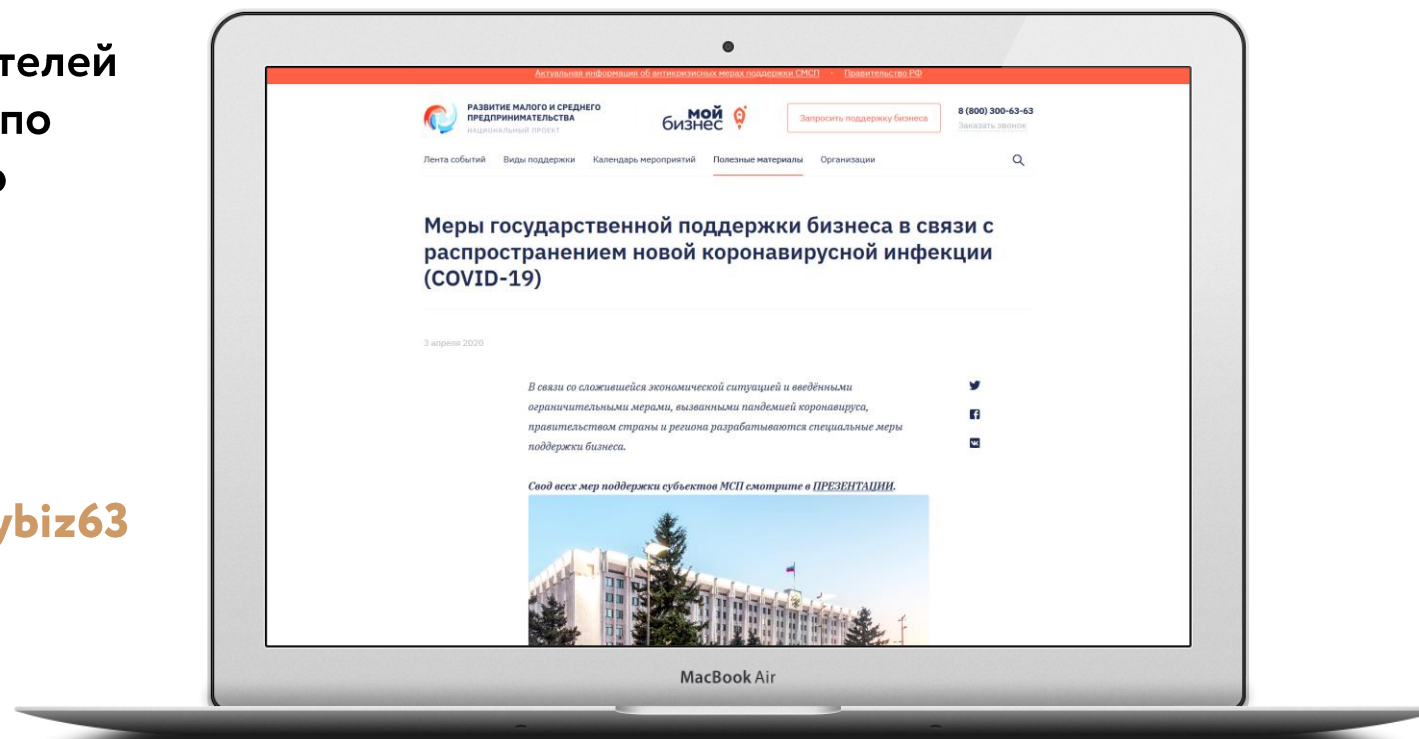 телей
по
о
ybiz63
Актуальная информация об антикризисных мерах поддержки СМСП · Правительство РФ
РАЗВИТИЕ МАЛОГО И СРЕДНЕГО
ПРЕДПРИНИМАТЕЛЬСТВА
НАЦИОНАЛЬНЫЙ ПРОЕКТ
мой
бизнес
Запросить поддержку бизнеса
8 (800) 300-63-63
Заказать звонок
Лента событий Виды поддержки Календарь мероприятий Полезные материалы Организации
Меры государственной поддержки бизнеса в связи с
распространением новой коронавирусной инфекции
(COVID-19)
3 апреля 2020
В связи со сложившейся экономической ситуацией и введёнными
ограничительными мерами, вызванными пандемией коронавируса,
правительством страны и региона разрабатываются специальные меры
поддержки бизнеса.
Свод всех мер поддержки субъектов МСП смотрите в ПРЕЗЕНТАЦИИ.
MacBook Air